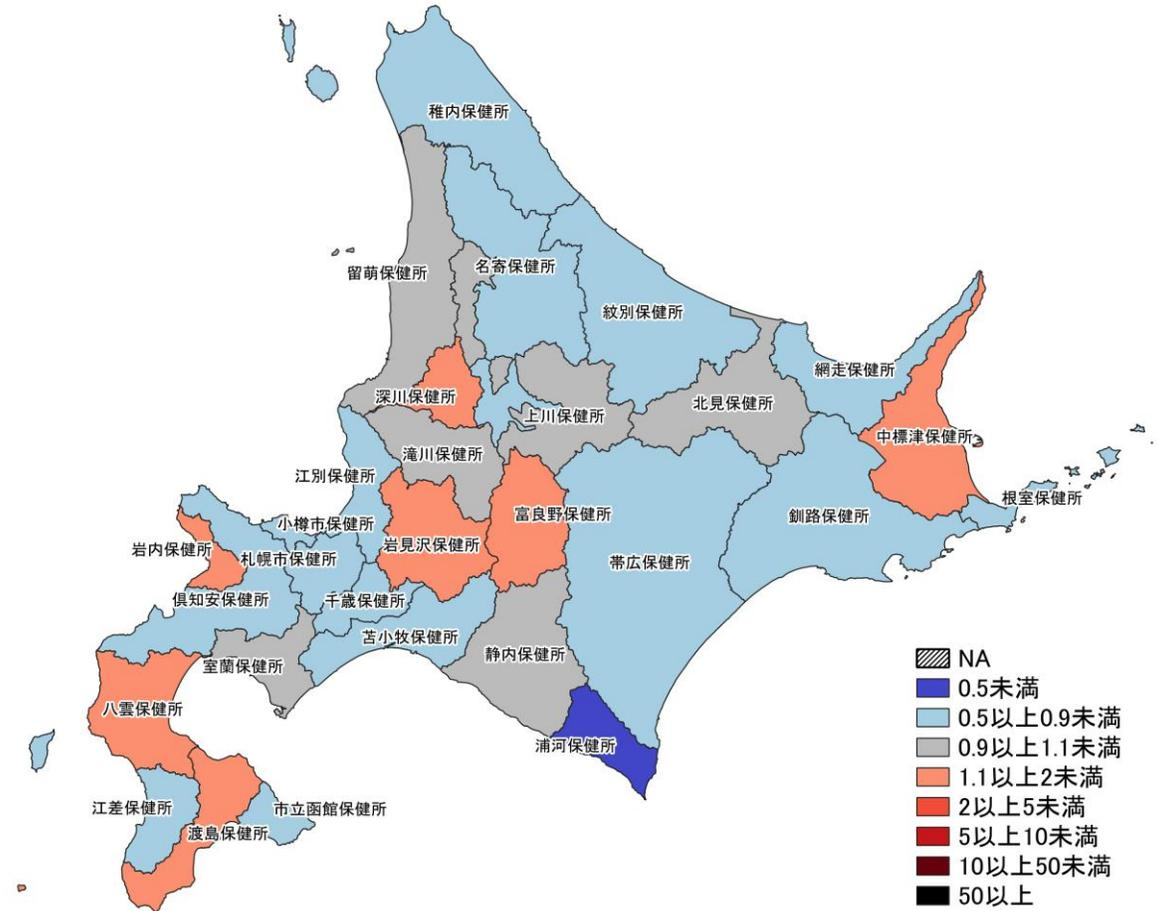 稚内保健所
名寄保健所
留萌保健所
紋別保健所
網走保健所
深川保健所
上川保健所
北見保健所
中標津保健所
滝川保健所
江別保健所
根室保健所
富良野保健所
釧路保健所
小樽市保健所
岩見沢保健所
岩内保健所
札幌市保健所
帯広保健所
倶知安保健所
千歳保健所
苫小牧保健所
静内保健所
室蘭保健所
八雲保健所
浦河保健所
江差保健所
市立函館保健所
渡島保健所
NA
0.5未満
0.5以上0.9未満
0.9以上1.1未満
1.1以上2未満
2以上5未満
5以上10未満
10以上50未満
50以上